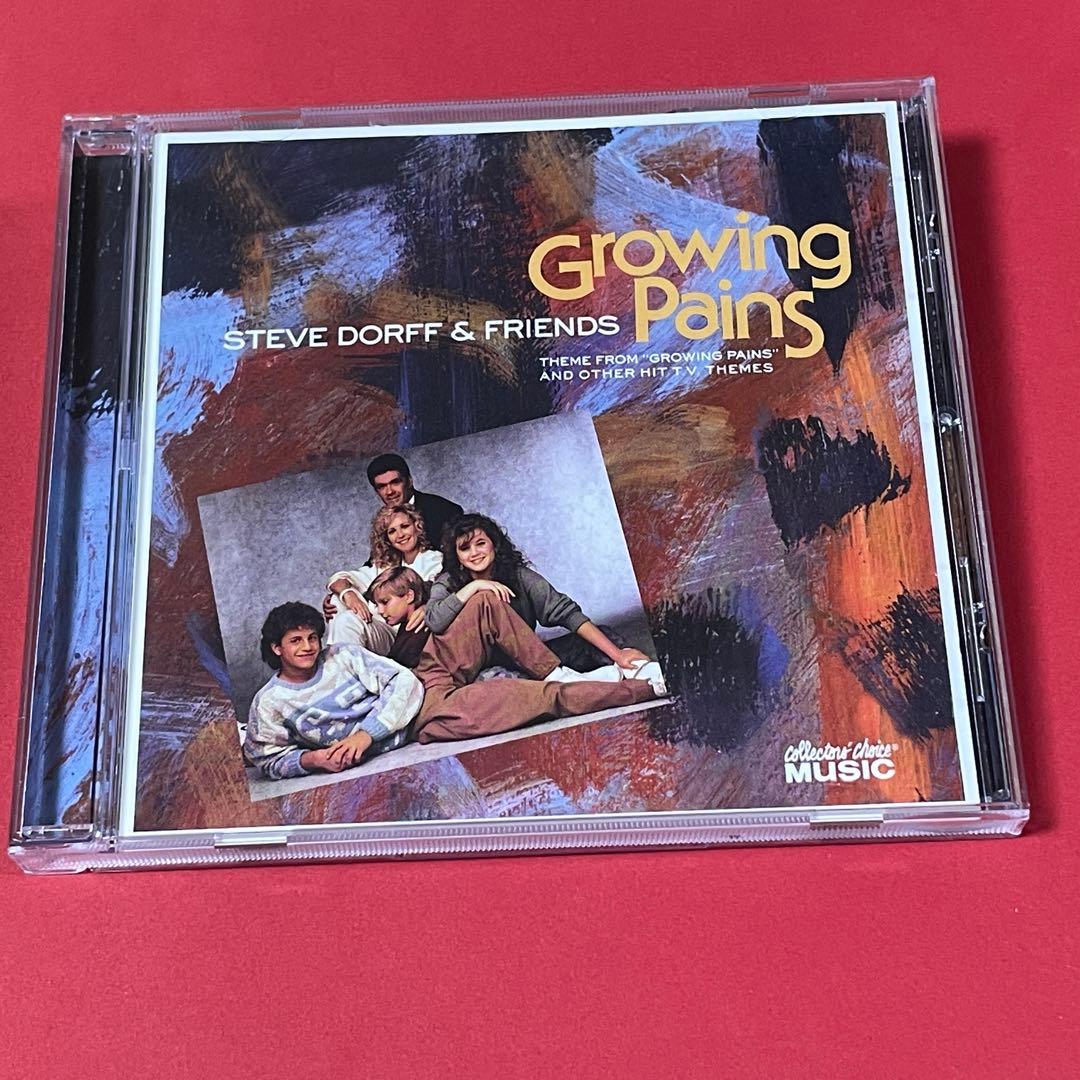 Growing
Pains
STEVE DORFF & FRIENDS
THEME FROM "GROWING PAINS"
AND OTHER HIT T.V. THEMES
Collectors' Choice®
MUSIC